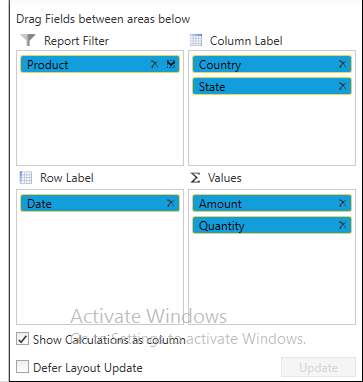 Drag Fields between areas below
Report Filter
Column Label
Product
Country
State
Row Label
Σ Values
Date
Amount
Quantity
Activate Windows
Show Calculations as column
Go to Settings to activate Windows.
Defer Layout Update
Update